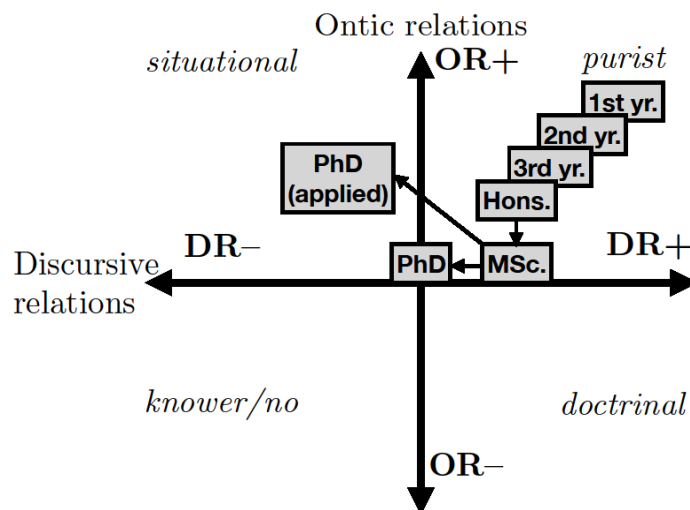 Ontic relations
situational
OR+
purist
1st yr.
2nd yr.
3rd yr.
PhD
(applied)
Hons.
DR–
DR+
Discursive
relations
PhD
MSc.
knower/no
doctrinal
OR–